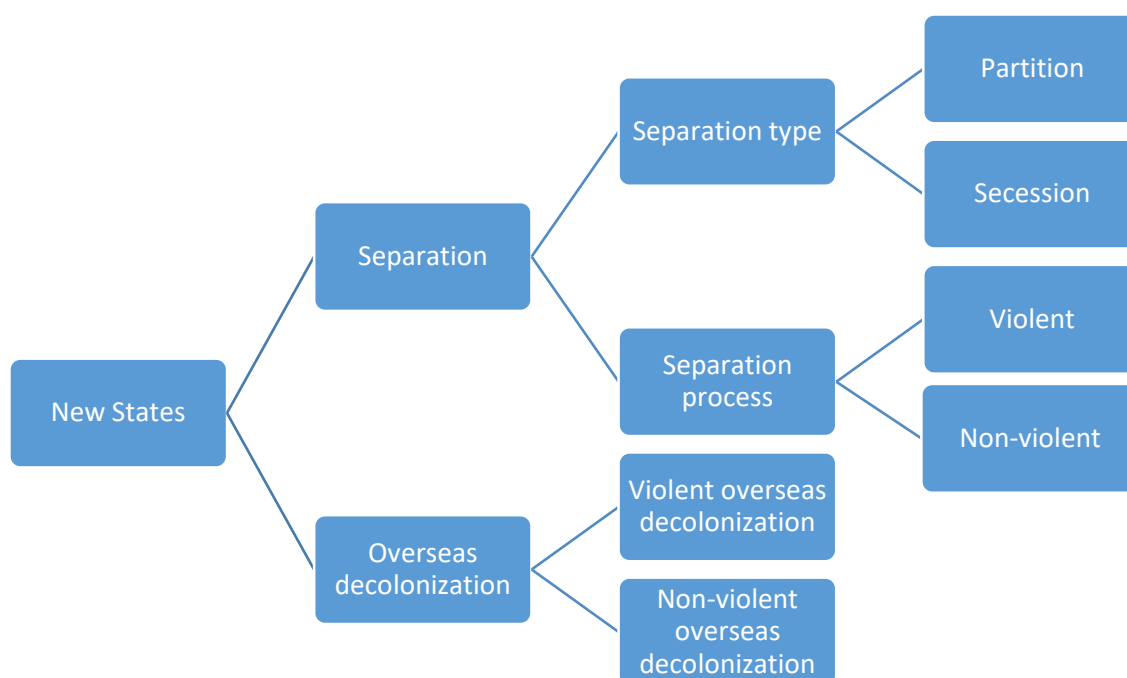 Partition
Separation type
Secession
Separation
Violent
Separation
process
New States
Non-violent
Violent overseas
decolonization
Overseas
decolonization
Non-violent
overseas
decolonization